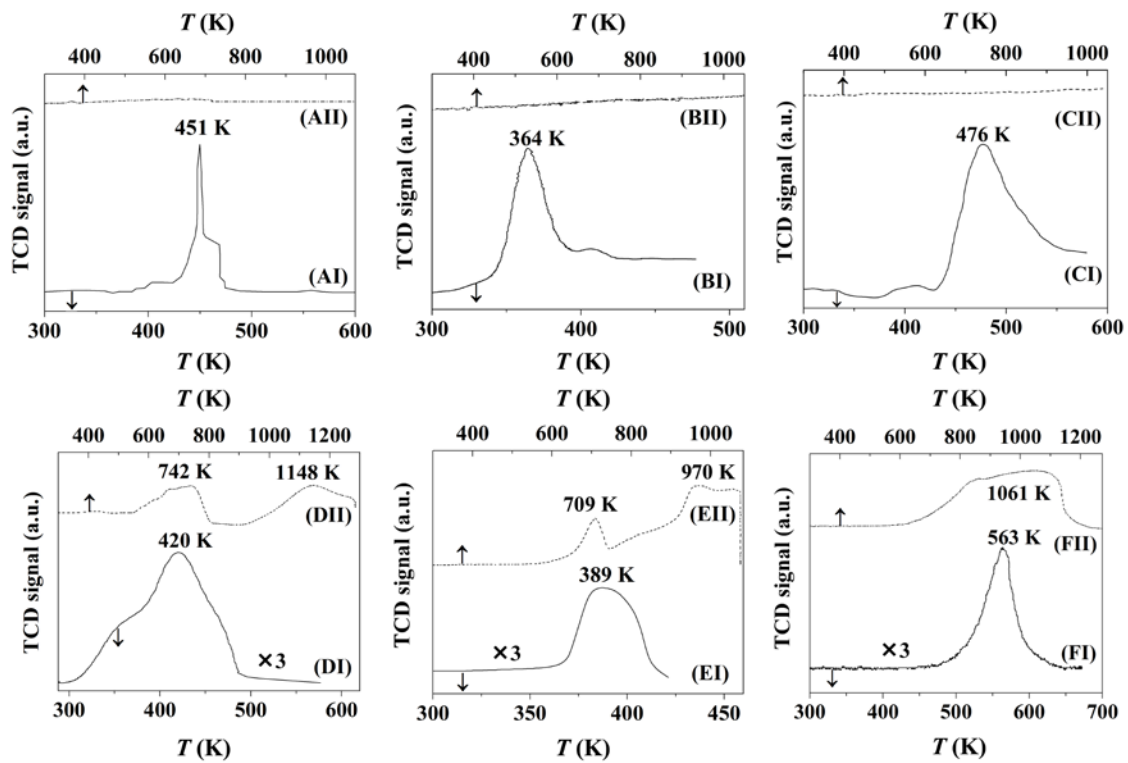 T (K)
T (K)
T (K)
400 600 800 1000
400 600 800 1000
400 600 800 1000
TCD signal (a.u.)
(AII)
451 K
(AI)
300 400 500 600
T (K)
TCD signal (a.u.)
(BII)
364 K
(BI)
300 400 500
T (K)
TCD signal (a.u.)
(CII)
476 K
(CI)
300 400 500 600
T (K)
T (K)
T (K)
T (K)
400 600 800 1000 1200
400 600 800 1000
400 600 800 1000 1200
TCD signal (a.u.)
742 K
1148 K
(DII)
420 K
×3
(DI)
300 400 500 600
T (K)
TCD signal (a.u.)
970 K
709 K
(EII)
389 K
×3
(EI)
300 350 400 450
T (K)
TCD signal (a.u.)
1061 K
(FII)
563 K
×3
(FI)
300 400 500 600 700
T (K)